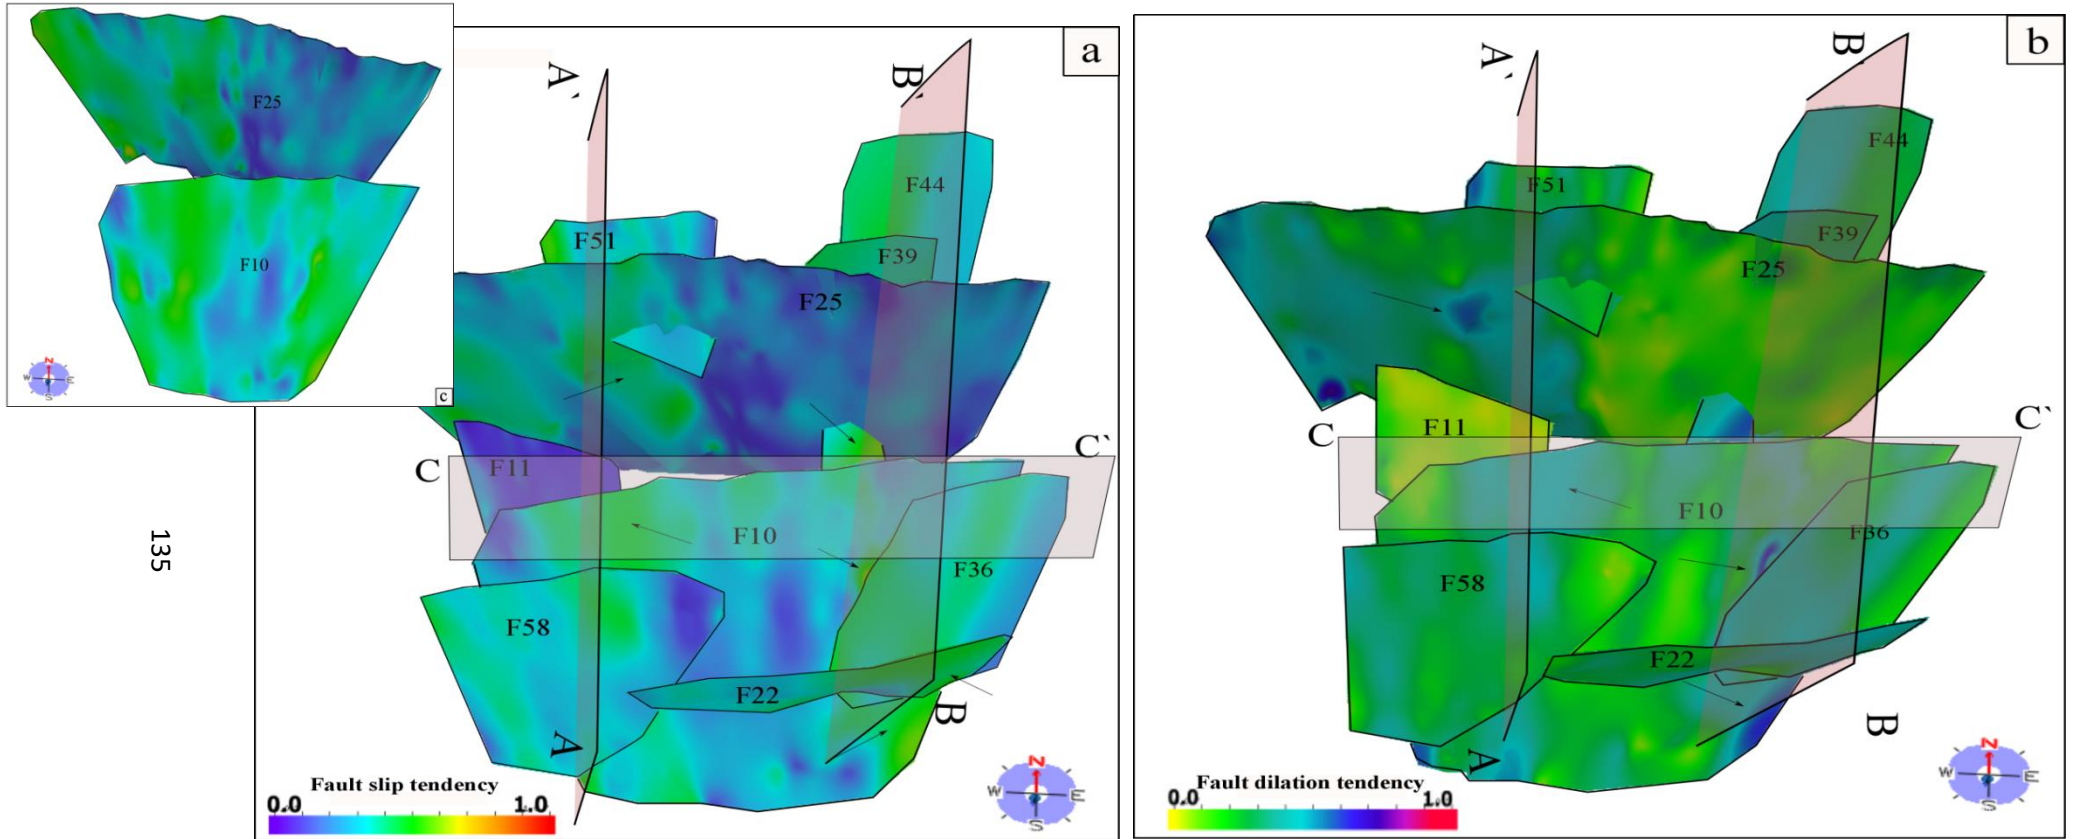 F25
F10
N
W E
S
c
135
a
A`
B`
F44
F51
F39
F25
F11
C
C`
F10
F36
F58
F22
B
A
Fault slip tendency
0.0 1.0
N
W E
S
b
A`
B`
F44
F51
F39
F25
F11
C
C`
F10
F36
F58
F22
B
A
Fault dilation tendency
0.0 1.0
N
W E
S